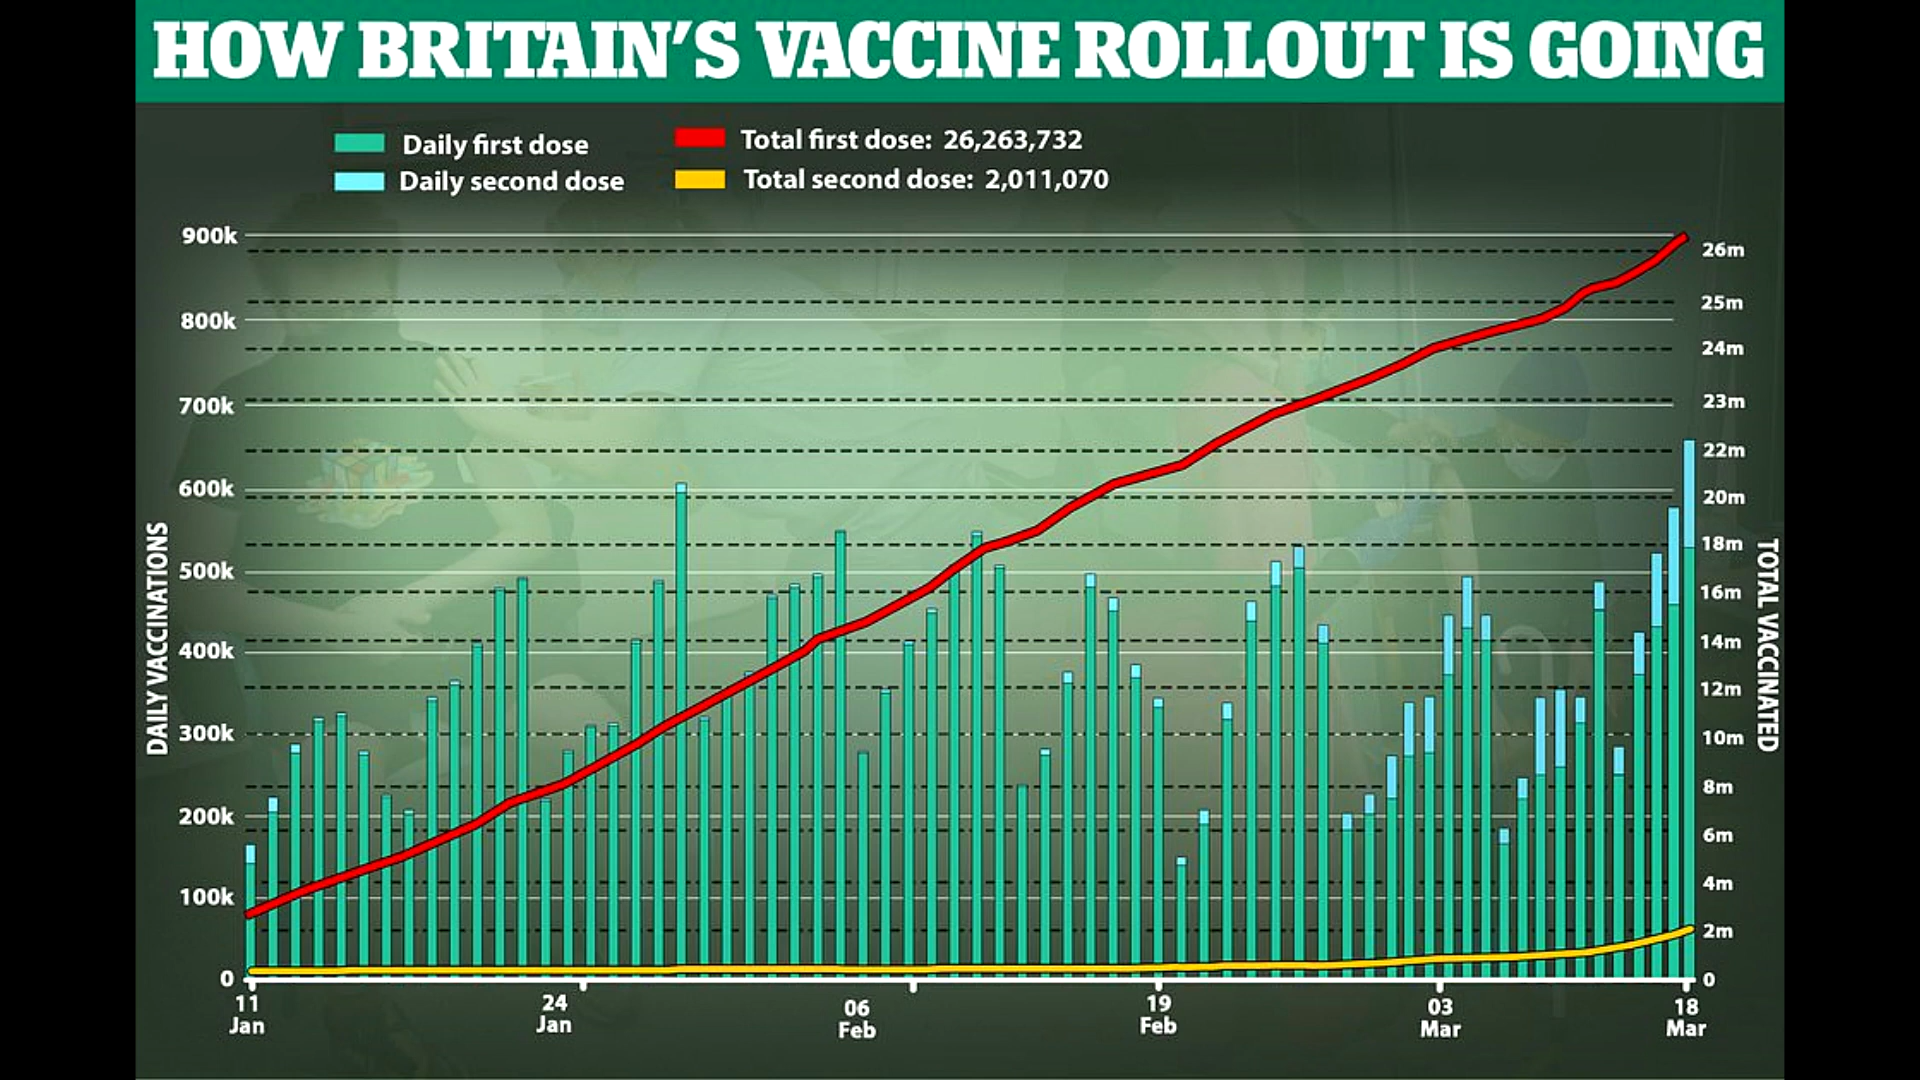 HOW BRITAIN'S VACCINE ROLLOUT IS GOING
Daily first dose
Total first dose: 26,263,732
Daily second dose
Total second dose: 2,011,070
DAILY VACCINATIONS
900k
800k
700k
600k
500k
400k
300k
200k
100k
0
26m
25m
24m
23m
22m
20m
18m
16m
14m
12m
10m
8m
6m
4m
2m
0
TOTAL VACCINATED
11
Jan
24
Jan
06
Feb
19
Feb
03
Mar
18
Mar